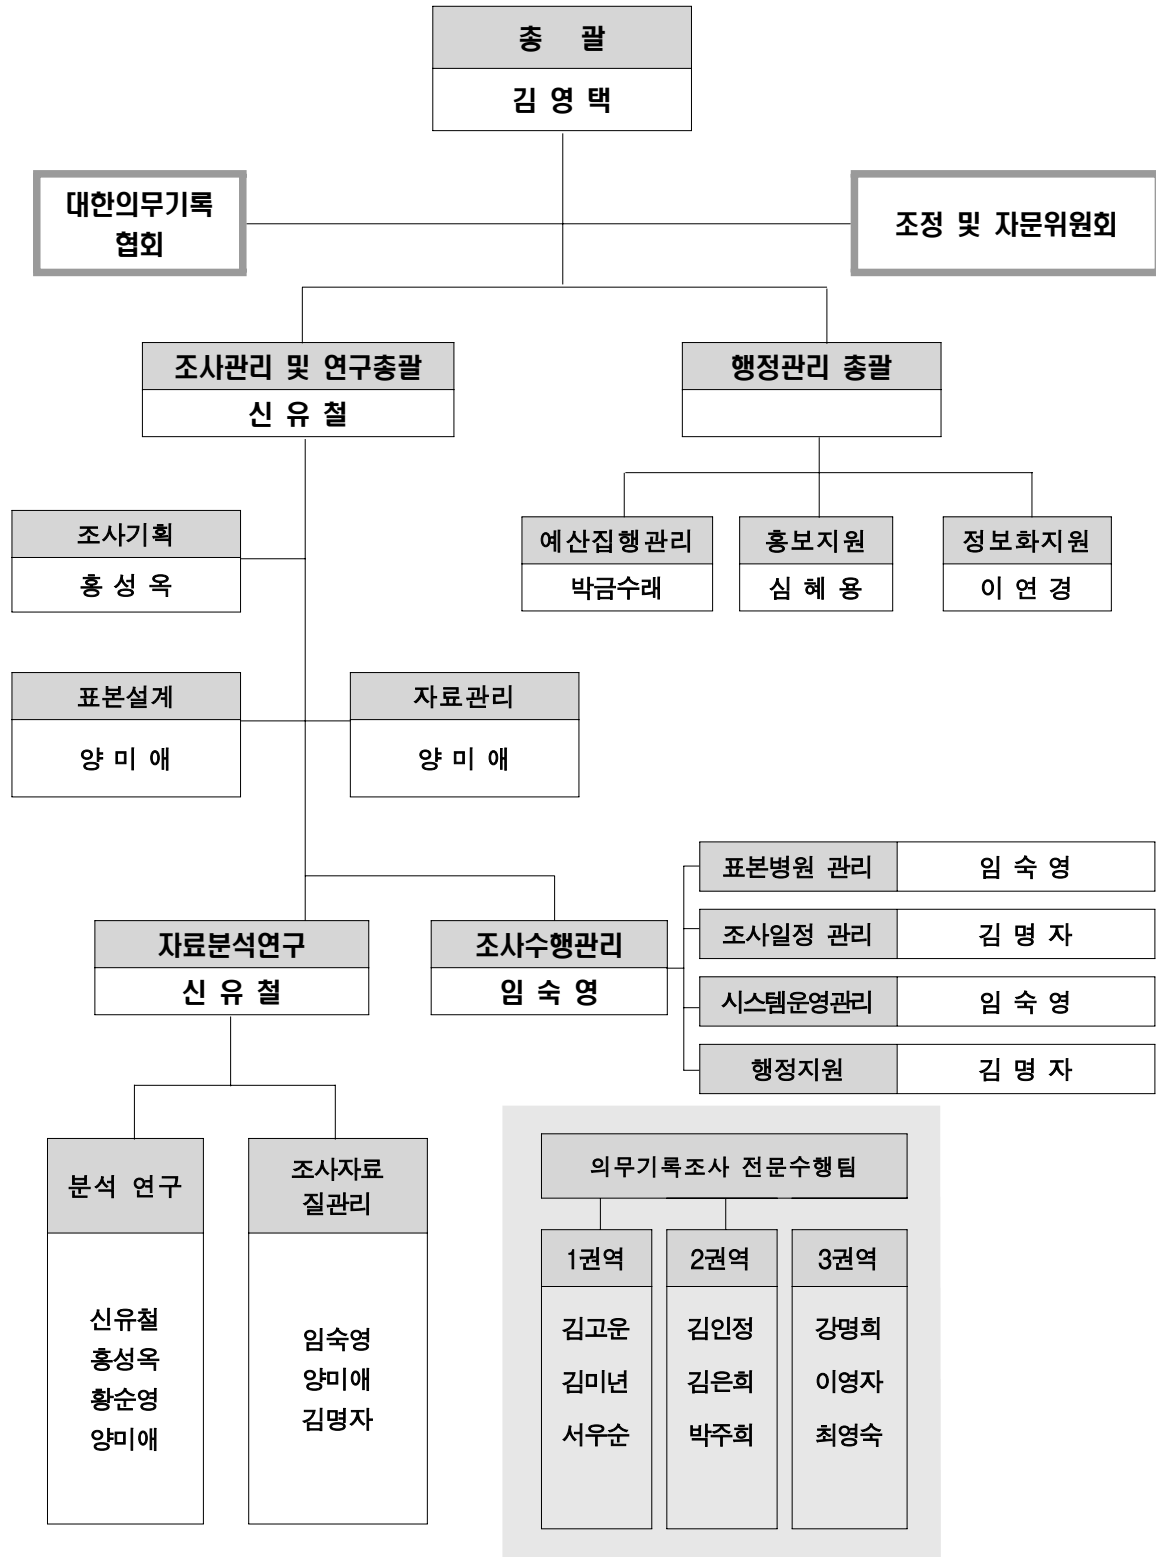 총 괄
김 영 택
대한의무기록
협회
조정 및 자문위원회
조사관리 및 연구총괄
신 유 철
행정관리 총괄
조사기획
홍 성 옥
예산집행관리
박금수래
홍보지원
심 혜 용
정보화지원
이 연 경
표본설계
양 미 애
자료관리
양 미 애
표본병원 관리
임 숙 영
조사일정 관리
김 명 자
시스템운영관리
임 숙 영
행정지원
김 명 자
자료분석연구
신 유 철
조사수행관리
임 숙 영
분석 연구
신유철
홍성옥
황순영
양미애
조사자료
질관리
임숙영
양미애
김명자
의무기록조사 전문수행팀
1권역
김고운
김미년
서우순
2권역
김인정
김은희
박주희
3권역
강명희
이영자
최영숙